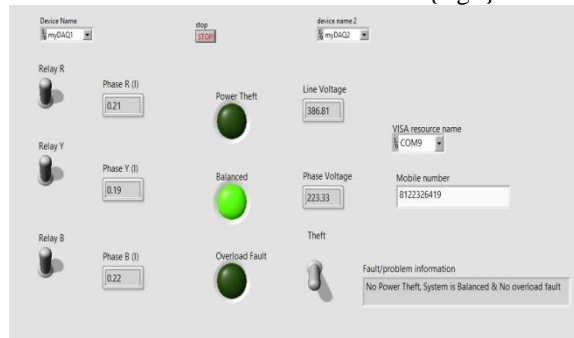 Device Name
myDAQ1
stop
STOP
device name 2
myDAQ2
Relay R
Phase R (I)
0.21
Power Theft
Line Voltage
386.81
VISA resource name
COM9
Relay Y
Phase Y (I)
0.19
Balanced
Phase Voltage
223.33
Mobile number
8122326419
Relay B
Phase B (I)
0.22
Overload Fault
Theft
Fault/problem information
No Power Theft, System is Balanced & No overload fault